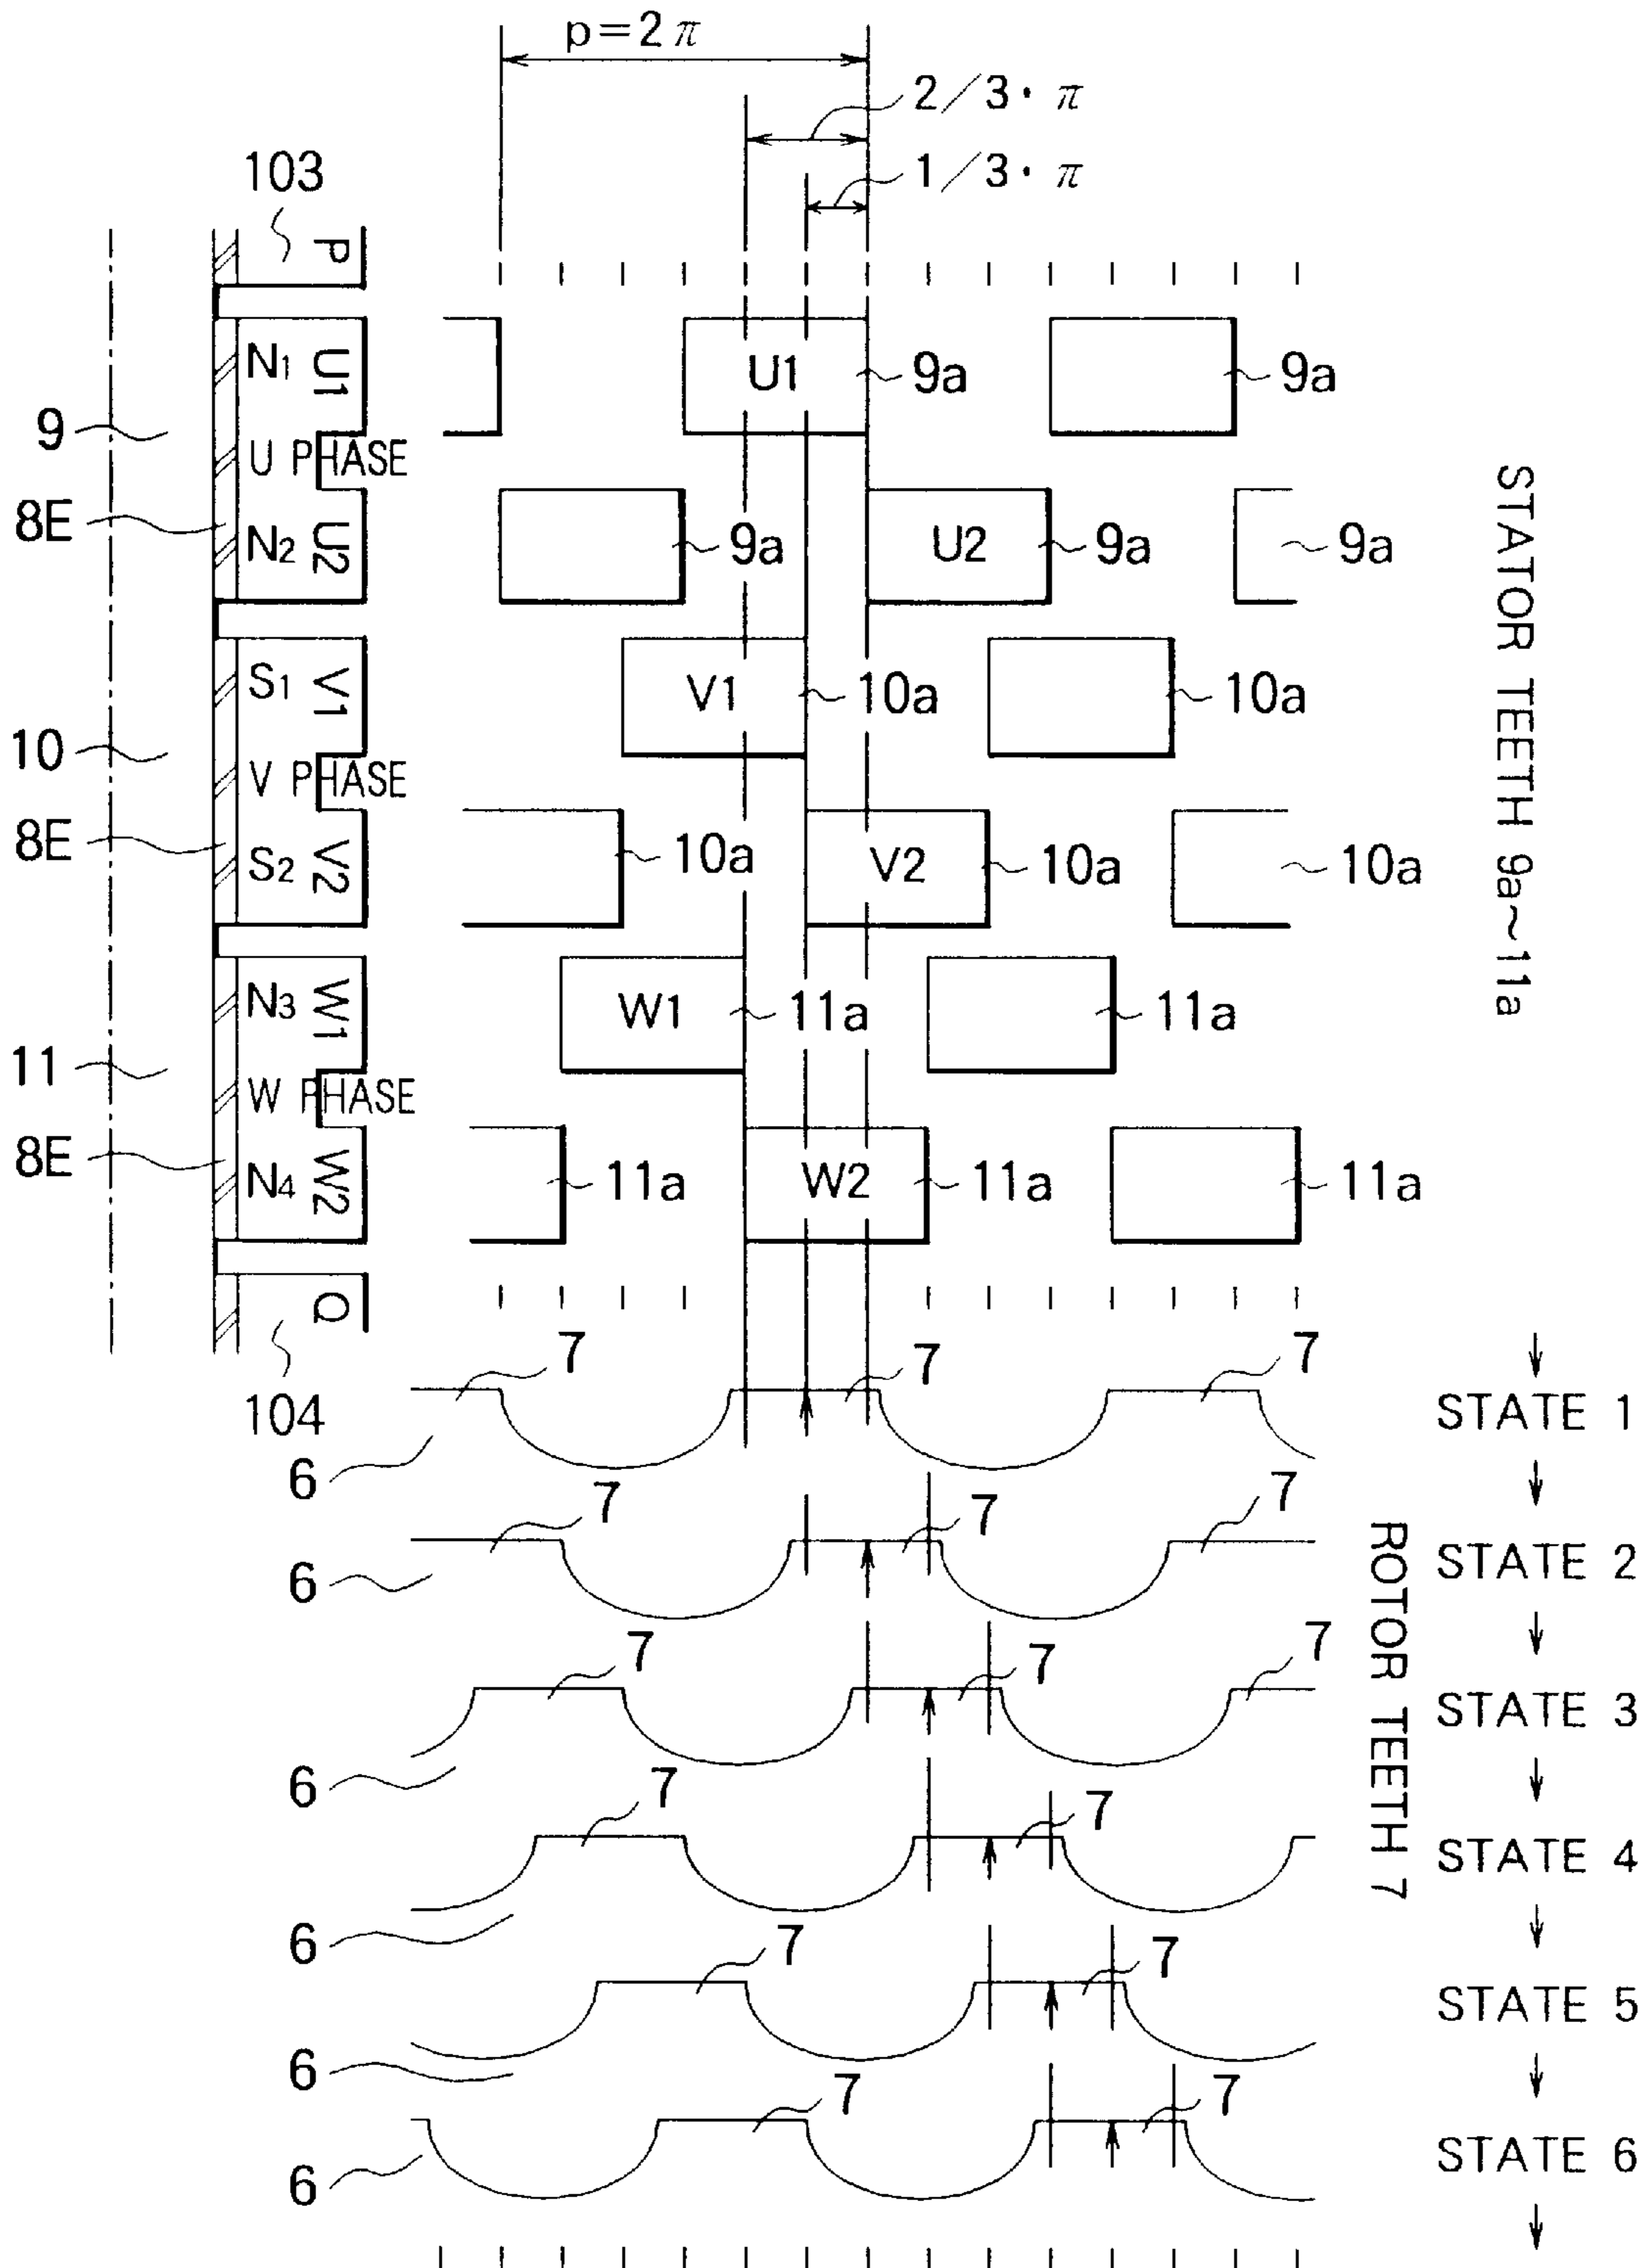 p=2π
2/3・π
1/3・π
103
P
N1 U1
U1
9a
9a
9
U PHASE
8E
N2 U2
9a
U2
9a
9a
S1 V1
V1
10a
10a
10
V PHASE
8E
S2 V2
10a
V2
10a
10a
N3 W1
W1
11a
11a
11
W PHASE
8E
N4 W2
11a
W2
11a
11a
Q
104
STATOR TEETH 9a~11a
7
7
7
6
STATE 1
7
7
7
6
STATE 2
7
7
7
6
STATE 3
7
7
6
STATE 4
7
7
6
STATE 5
7
7
6
STATE 6
ROTOR TEETH 7